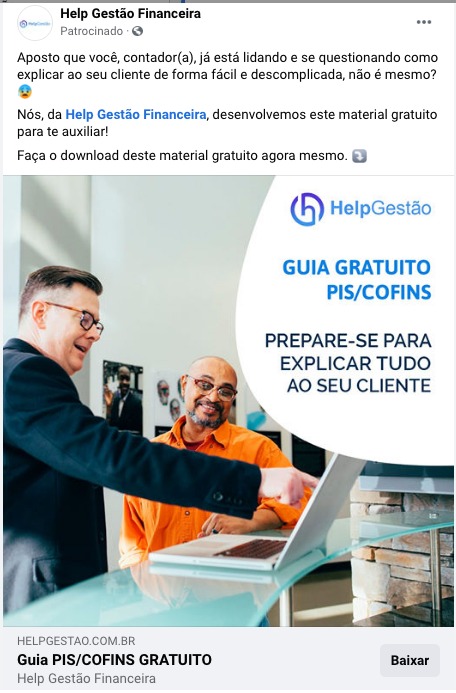 HelpGestão
Help Gestão Financeira
Patrocinado ·
Aposto que você, contador(a), já está lidando e se questionando como
explicar ao seu cliente de forma fácil e descomplicada, não é mesmo?
😰
Nós, da Help Gestão Financeira, desenvolvemos este material gratuito
para te auxiliar!
Faça o download deste material gratuito agora mesmo. ⤵️
HelpGestão
GUIA GRATUITO
PIS/COFINS
PREPARE-SE PARA
EXPLICAR TUDO
AO SEU CLIENTE
HELPGESTAO.COM.BR
Guia PIS/COFINS GRATUITO
Help Gestão Financeira
Baixar